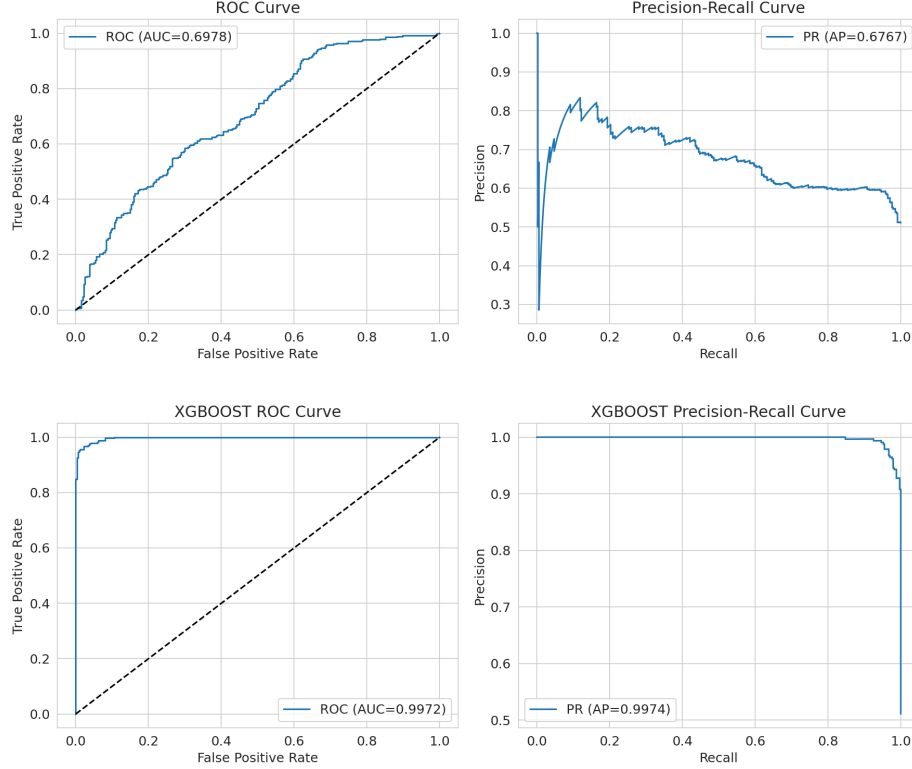 ROC Curve
ROC (AUC=0.6978)
True Positive Rate
1.0
0.8
0.6
0.4
0.2
0.0
0.0 0.2 0.4 0.6 0.8 1.0
False Positive Rate
Precision-Recall Curve
PR (AP=0.6767)
Precision
1.0
0.9
0.8
0.7
0.6
0.5
0.4
0.3
0.0 0.2 0.4 0.6 0.8 1.0
Recall
XGBOOST ROC Curve
True Positive Rate
1.0
0.8
0.6
0.4
0.2
0.0
ROC (AUC=0.9972)
0.0 0.2 0.4 0.6 0.8 1.0
False Positive Rate
XGBOOST Precision-Recall Curve
Precision
1.0
0.9
0.8
0.7
0.6
0.5
PR (AP=0.9974)
0.0 0.2 0.4 0.6 0.8 1.0
Recall